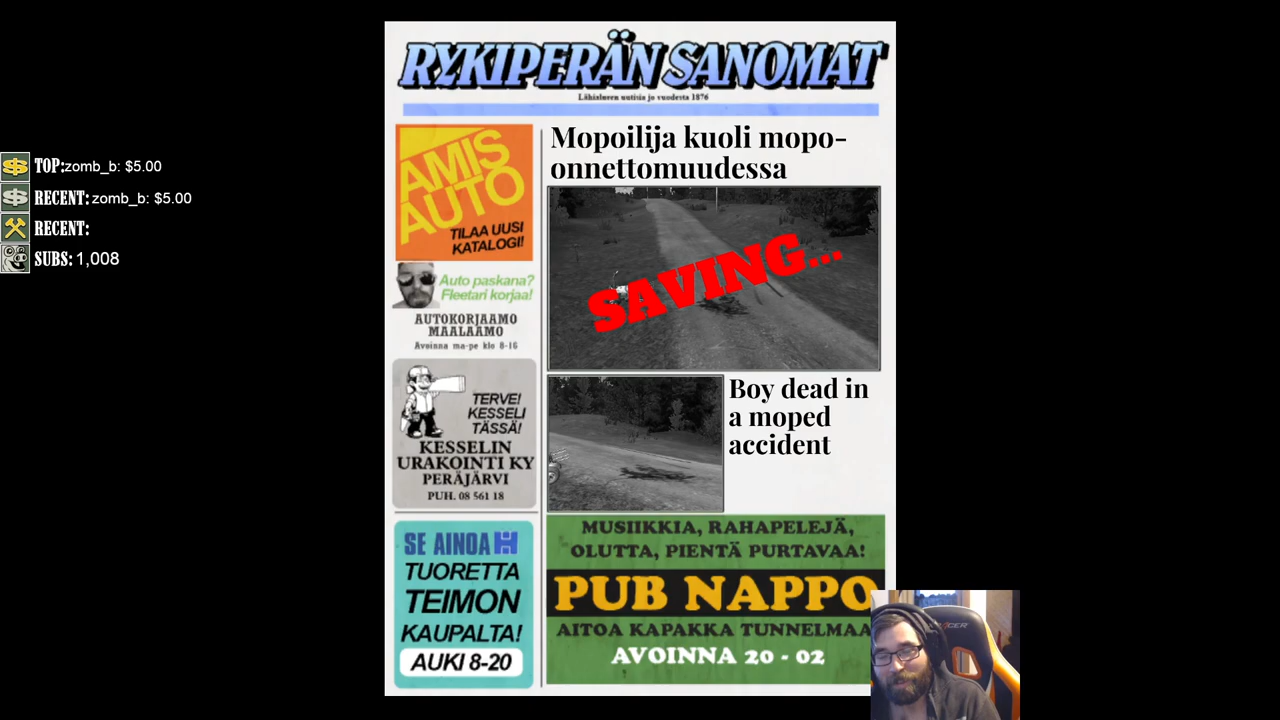 TOP:zomb_b: $5.00
RECENT: zomb_b: $5.00
RECENT:
SUBS: 1,008
RYKIPERÄN SANOMAT
Lähialueen uutisia jo vuodesta 1876
AMIS
AUTO
TILAA UUSI
KATALOGI!
Auto paskana?
Fleetari korjaa!
AUTOKORJAAMO
MAALAAMO
Avoinna ma-pe klo 8-16
TERVE!
KESSELI
TÄSSÄ!
KESSELIN
URAKOINTI KY
PERÄJÄRVI
PUH. 08 561 18
SE AINOA H
TUORETTA
TEIMON
KAUPALTA!
AUKI 8-20
Mopoilija kuoli mopo-
onnettomuudessa
SAVING...
Boy dead in
a moped
accident
MUSIIKKIA, RAHAPELEJÄ,
OLUTTA, PIENTÄ PURTAVAA!
PUB NAPPO
AITOA KAPAKKA TUNNELMAA
AVOINNA 20 - 02